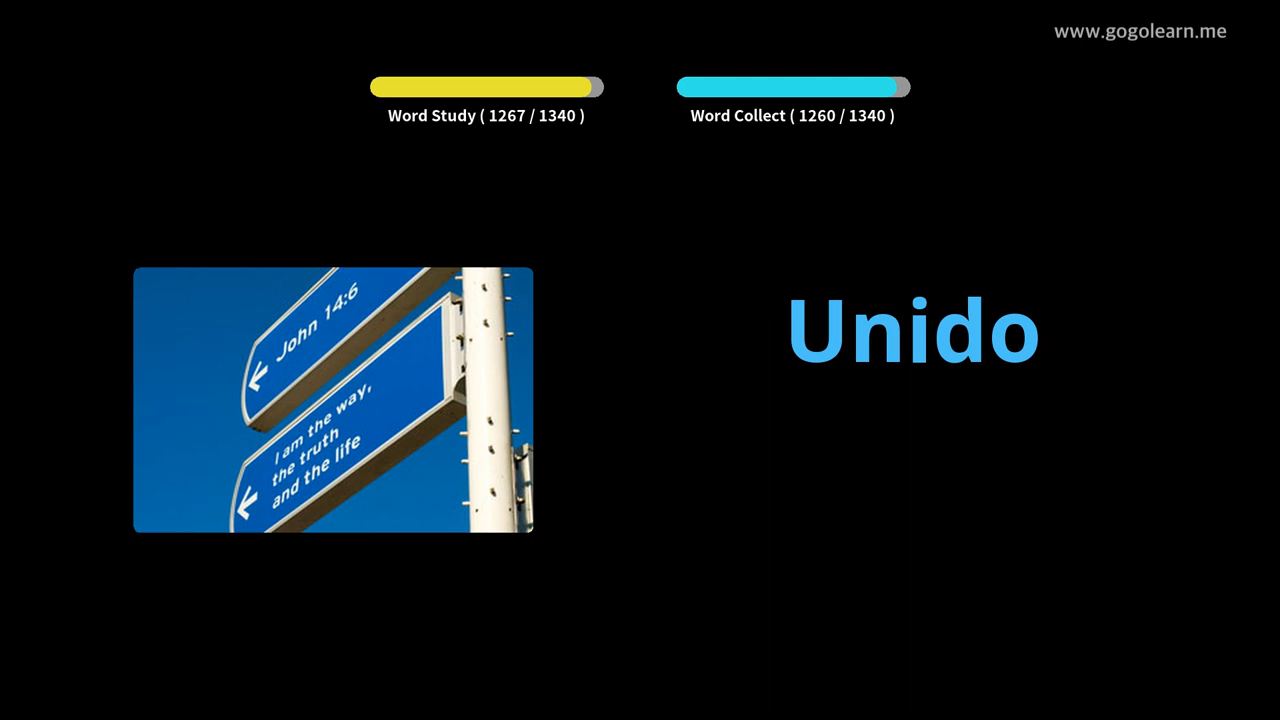 www.gogolearn.me
Word Study ( 1267 / 1340 )
Word Collect ( 1260 / 1340 )
John 14:6
I am the way,
the truth
and the life
Unido